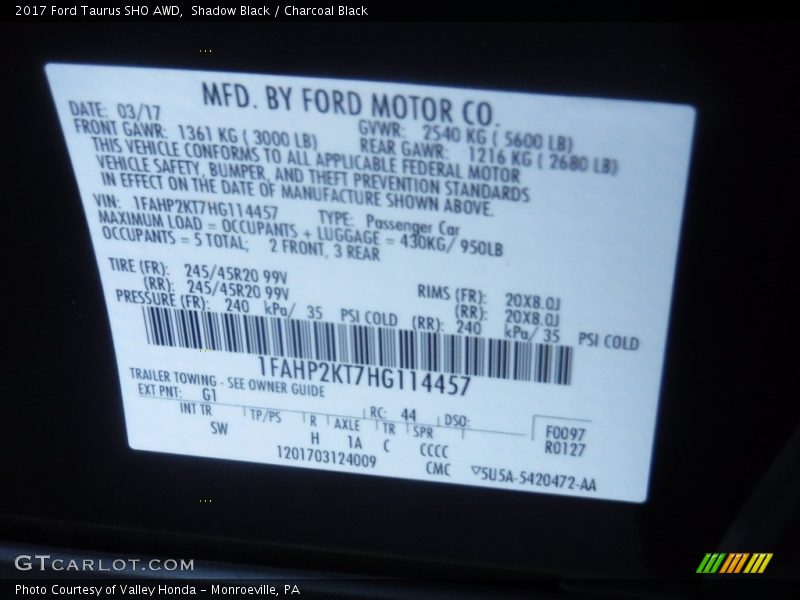 2017 Ford Taurus SHO AWD, Shadow Black / Charcoal Black
MFD. BY FORD MOTOR CO.
DATE: 03/17 GVWR: 2540 KG ( 5600 LB)
FRONT GAWR: 1361 KG ( 3000 LB) REAR GAWR: 1216 KG ( 2680 LB)
THIS VEHICLE CONFORMS TO ALL APPLICABLE FEDERAL MOTOR
VEHICLE SAFETY, BUMPER, AND THEFT PREVENTION STANDARDS
IN EFFECT ON THE DATE OF MANUFACTURE SHOWN ABOVE.
VIN: 1FAHP2KT7HG114457 TYPE: Passenger Car
MAXIMUM LOAD = OCCUPANTS + LUGGAGE = 430KG/ 950LB
OCCUPANTS = 5 TOTAL; 2 FRONT, 3 REAR
TIRE (FR): 245/45R20 99V RIMS (FR): 20X8.0J
(RR): 245/45R20 99V (RR): 20X8.0J
PRESSURE (FR): 240 kPa/ 35 PSI COLD (RR): 240 kPa/ 35 PSI COLD
1FAHP2KT7HG114457
TRAILER TOWING - SEE OWNER GUIDE
EXT PNT: G1 RC: 44 DSO: F0097
INT TR TP/PS R AXLE TR SPR R0127
SW H 1A C CCCC
1201703124009 CMC ▽5U5A-5420472-AA
GTCARLOT.COM
Photo Courtesy of Valley Honda - Monroeville, PA